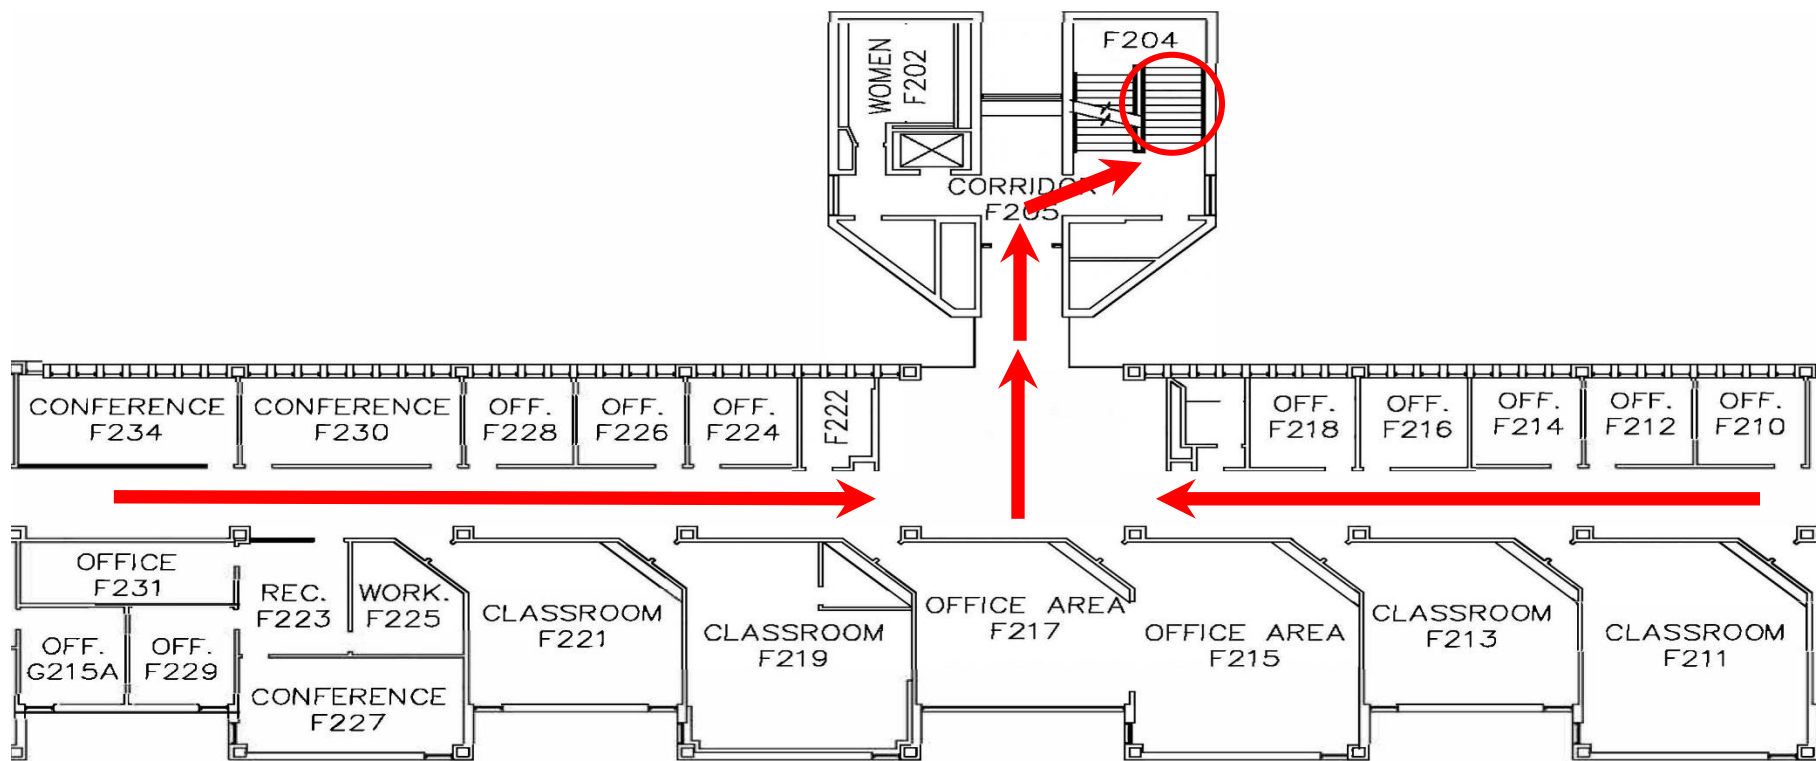 F204
WOMEN
F202
CORRIDOR
F205
CONFERENCE
F234
CONFERENCE
F230
OFF.
F228
OFF.
F226
OFF.
F224
F222
OFF.
F218
OFF.
F216
OFF.
F214
OFF.
F212
OFF.
F210
OFFICE
F231
OFF.
G215A
OFF.
F229
REC.
F223
WORK.
F225
CONFERENCE
F227
CLASSROOM
F221
CLASSROOM
F219
OFFICE AREA
F217
OFFICE AREA
F215
CLASSROOM
F213
CLASSROOM
F211